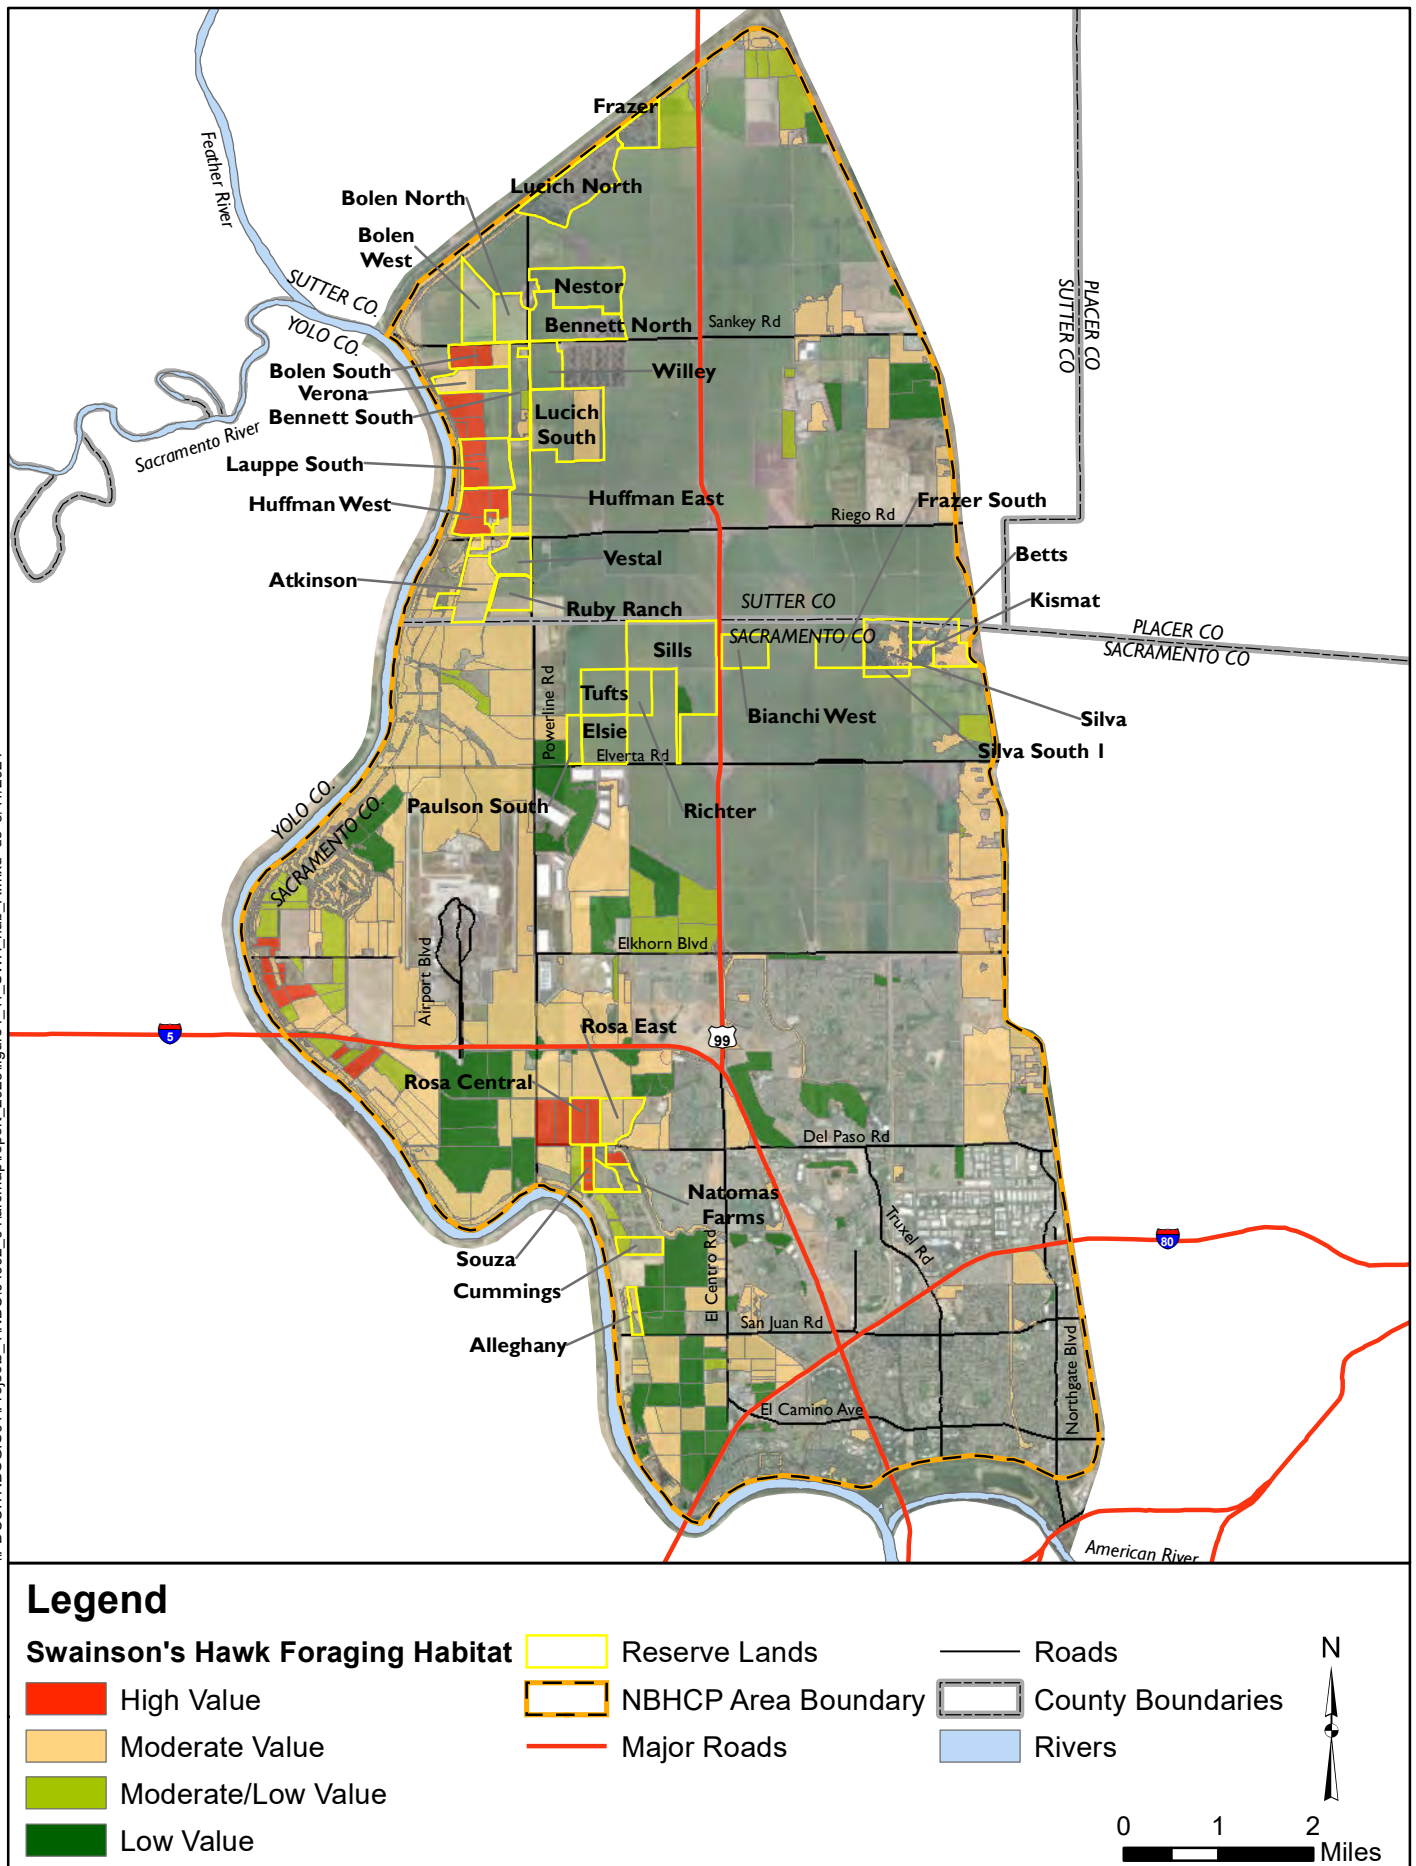 Frazer
Feather River
Lucich North
Bolen North
Bolen
West
SUTTER CO.
YOLO CO.
Nestor
PLACER CO
SUTTER CO
Bennett North
Sankey Rd
Bolen South
Verona
Willey
Bennett South
Lucich
South
Sacramento River
Lauppe South
Huffman West
Huffman East
Frazer South
Riego Rd
Betts
Vestal
Atkinson
Kismat
Ruby Ranch
SUTTER CO
SACRAMENTO CO
PLACER CO
SACRAMENTO CO
Sills
Powerline Rd
Tufts
Bianchi West
Silva
Elsie
Elverta Rd
Silva South 1
YOLO CO.
SACRAMENTO CO.
Paulson South
Richter
Elkhorn Blvd
Airport Blvd
Rosa East
5
99
Rosa Central
Del Paso Rd
Natomas
Farms
Truxel Rd
80
Souza
Cummings
El Centro Rd
San Juan Rd
Alleghany
Northgate Blvd
El Camino Ave
American River
Legend
Swainson's Hawk Foraging Habitat
High Value
Moderate Value
Moderate/Low Value
Low Value
Reserve Lands
NBHCP Area Boundary
Major Roads
Roads
County Boundaries
Rivers
N
0 1 2
Miles